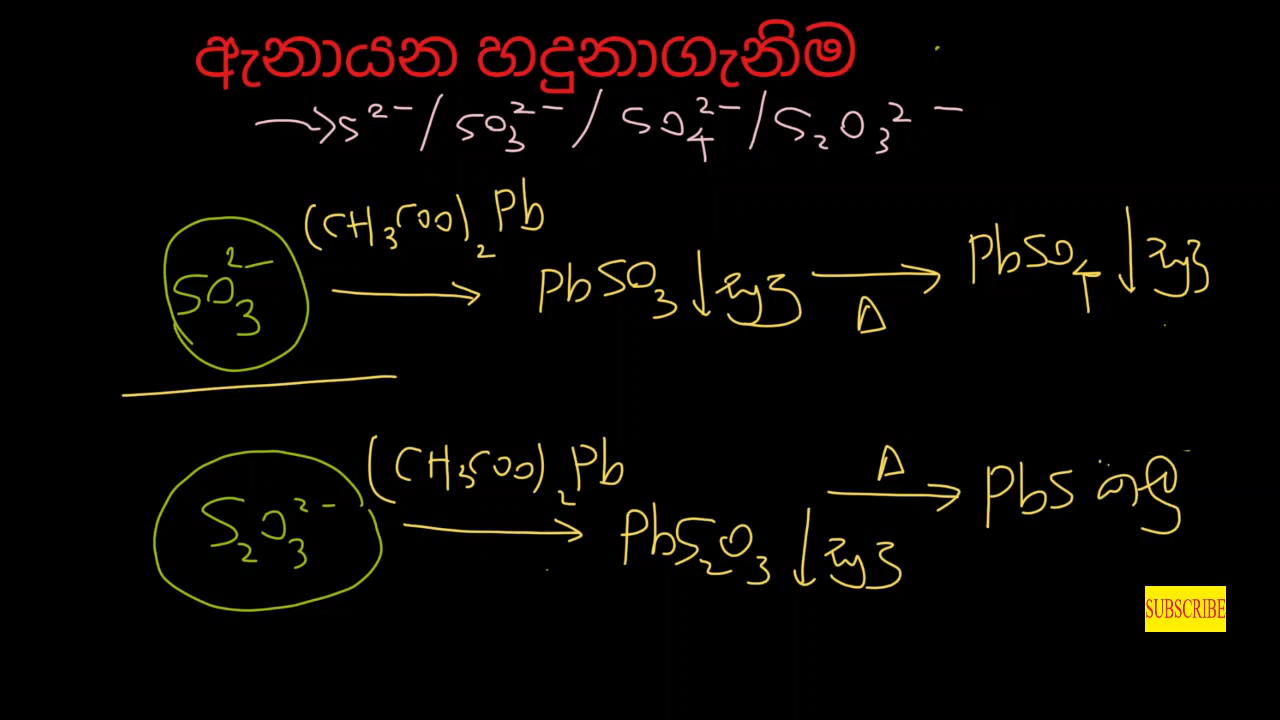 ඇනායන හදුනාගැනිම
→ S²⁻ / SO₃²⁻ / SO₄²⁻ / S₂O₃²⁻
SO₃²⁻ (CH₃COO)₂Pb → PbSO₃↓ සුදු → Δ PbSO₄↓ සුදු
S₂O₃²⁻ (CH₃COO)₂Pb → PbS₂O₃↓ සුදු → Δ PbS කළු
SUBSCRIBE